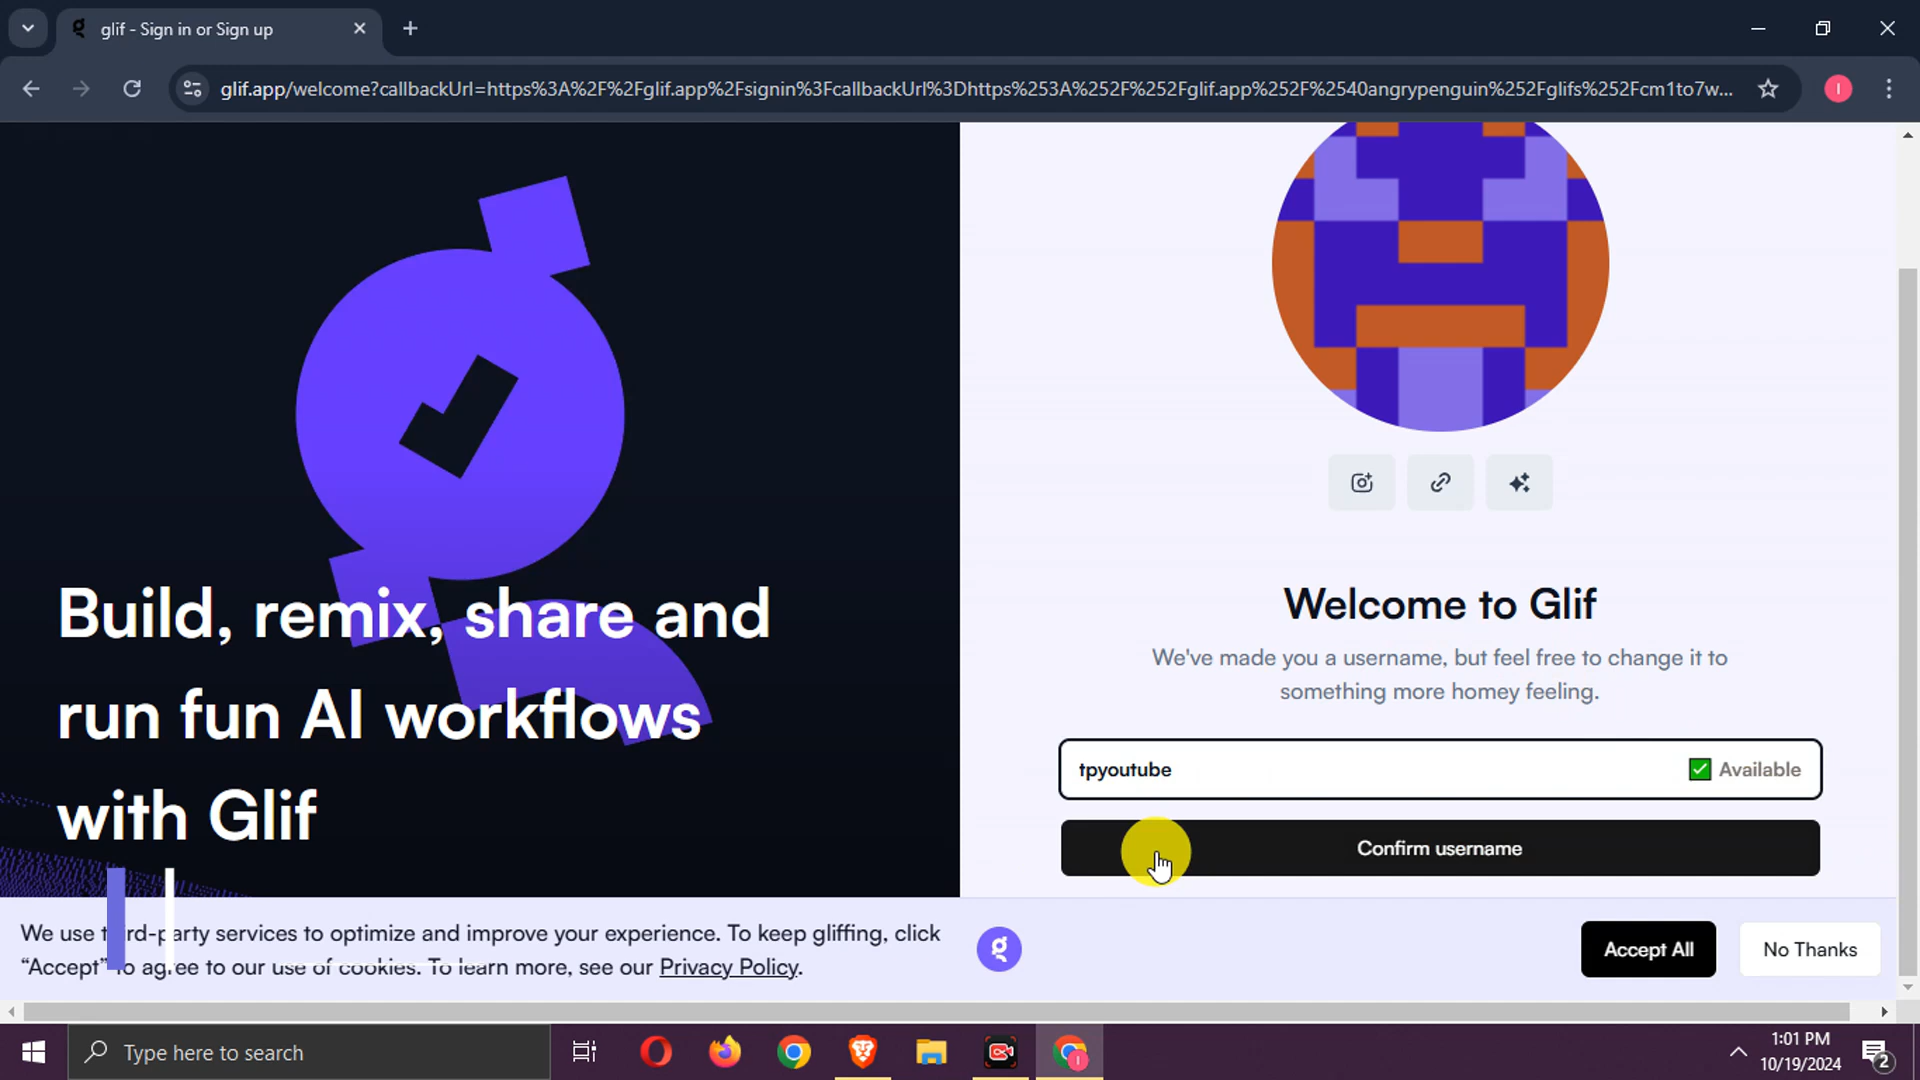 glif - Sign in or Sign up
glif.app/welcome?callbackUrl=https%3A%2F%2Fglif.app%2Fsignin%3FcallbackUrl%3Dhttps%253A%252F%252Fglif.app%252F%2540angrypenguin%252Fglifs%252Fcm1to7w...
Build, remix, share and
run fun AI workflows
with Glif
Welcome to Glif
We've made you a username, but feel free to change it to
something more homey feeling.
tpyoutube
Available
Confirm username
We use third-party services to optimize and improve your experience. To keep gliffing, click
“Accept” to agree to our use of cookies. To learn more, see our Privacy Policy.
Accept All
No Thanks
Type here to search
1:01 PM
10/19/2024
2